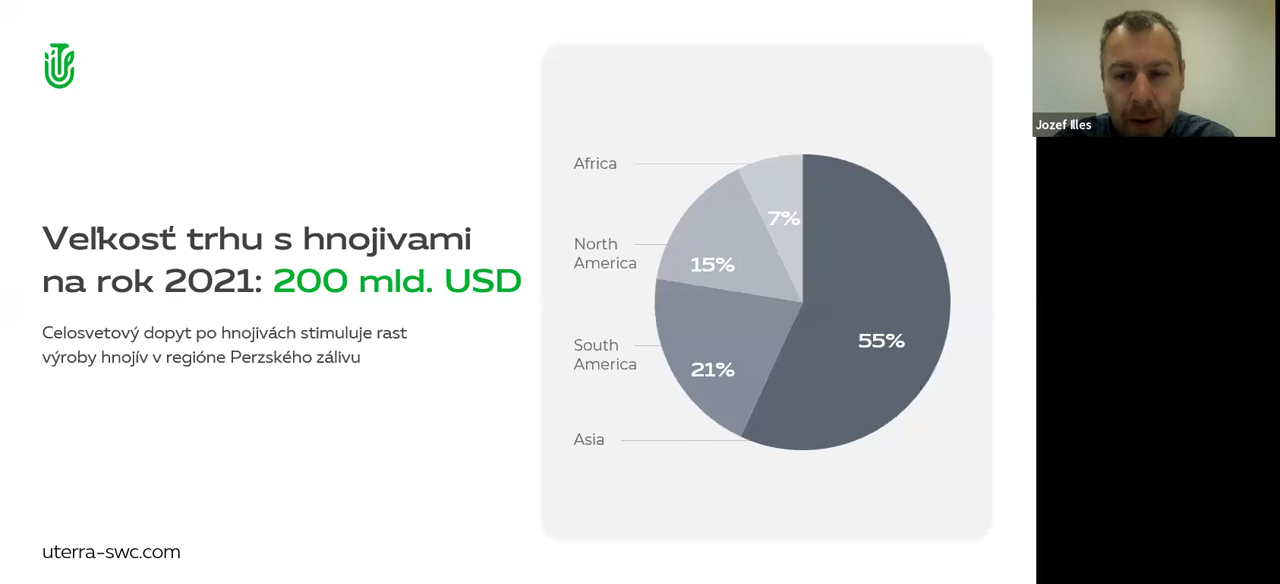 Veľkosť trhu s hnojivami
na rok 2021: 200 mld. USD
Celosvetový dopyt po hnojivách stimuluje rast
výroby hnojív v regióne Perzského zálivu
uterra-swc.com
Africa
7%
North
America
15%
South
America
21%
55%
Asia
Jozef Illes